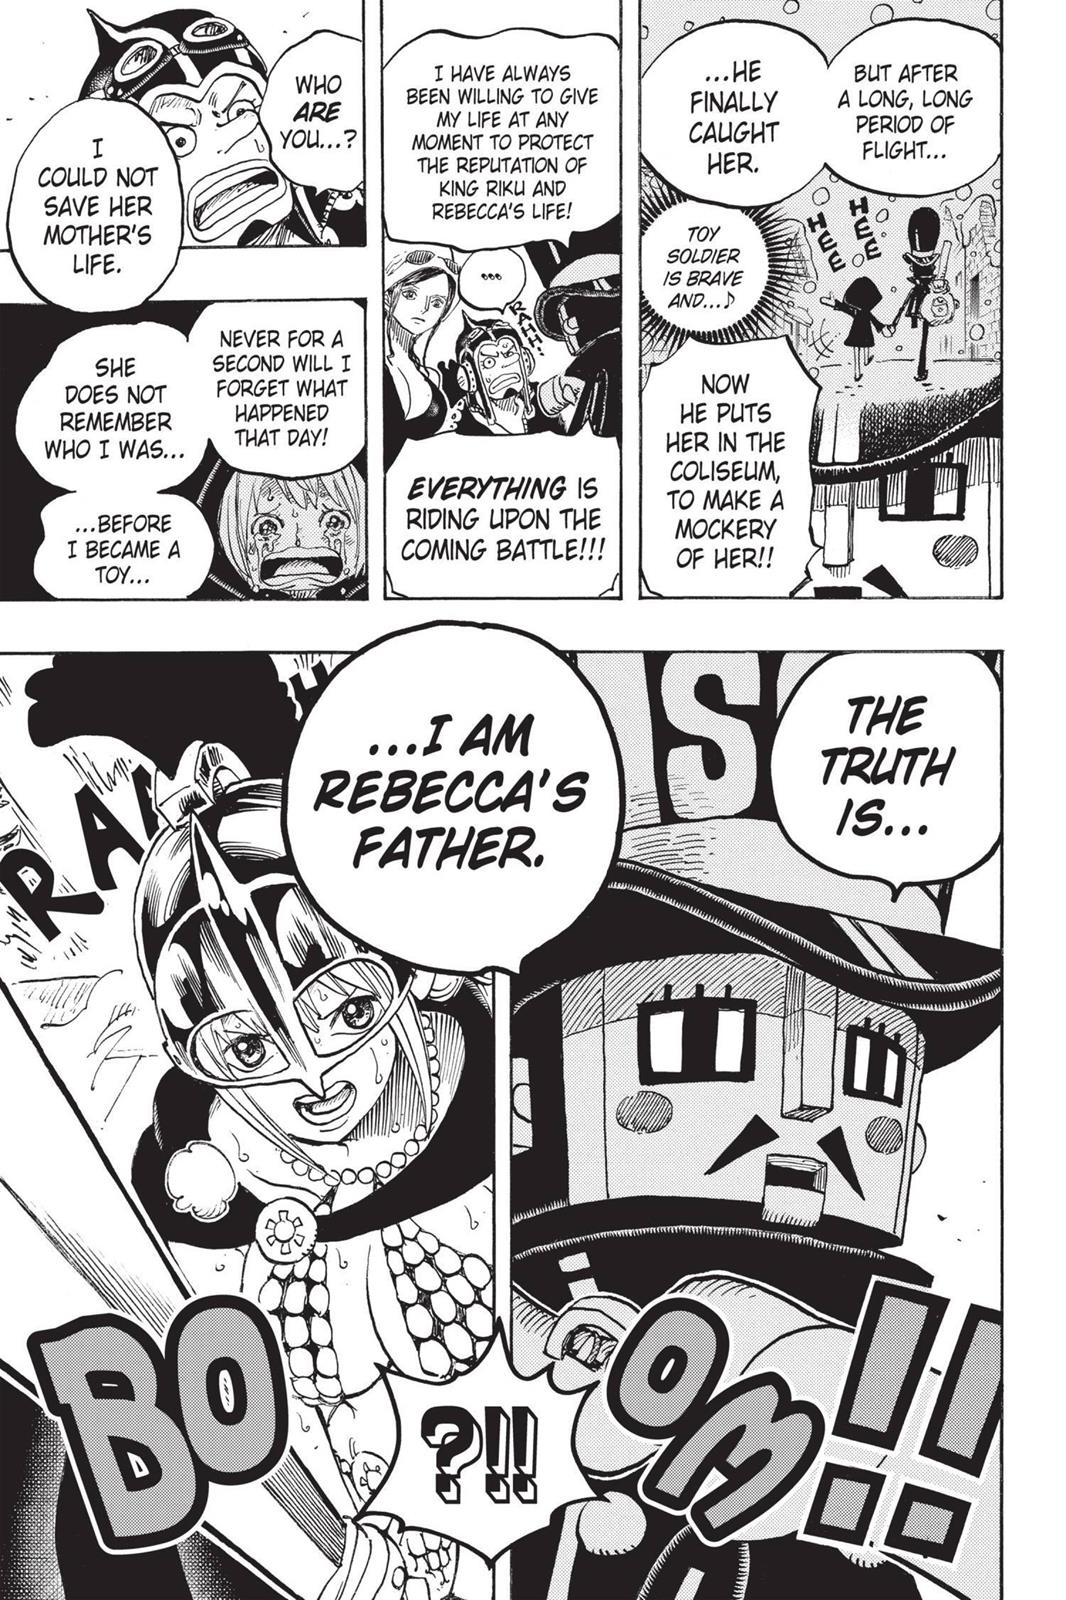 BUT AFTER
A LONG, LONG
PERIOD OF
FLIGHT...
...HE
FINALLY
CAUGHT
HER.
HEE
HEE
TOY
SOLDIER
IS BRAVE
AND...♪
NOW
HE PUTS
HER IN THE
COLISEUM,
TO MAKE A
MOCKERY
OF HER!!
I HAVE ALWAYS
BEEN WILLING TO GIVE
MY LIFE AT ANY
MOMENT TO PROTECT
THE REPUTATION OF
KING RIKU AND
REBECCA'S LIFE!
...
RAH!
EVERYTHING IS
RIDING UPON THE
COMING BATTLE!!!
WHO
ARE
YOU...?
I
COULD NOT
SAVE HER
MOTHER'S
LIFE.
NEVER FOR A
SECOND WILL I
FORGET WHAT
HAPPENED
THAT DAY!
SHE
DOES NOT
REMEMBER
WHO I WAS...
...BEFORE
I BECAME A
TOY...
THE
TRUTH
IS...
...I AM
REBECCA'S
FATHER.
RAH
?!!
BOOM!!